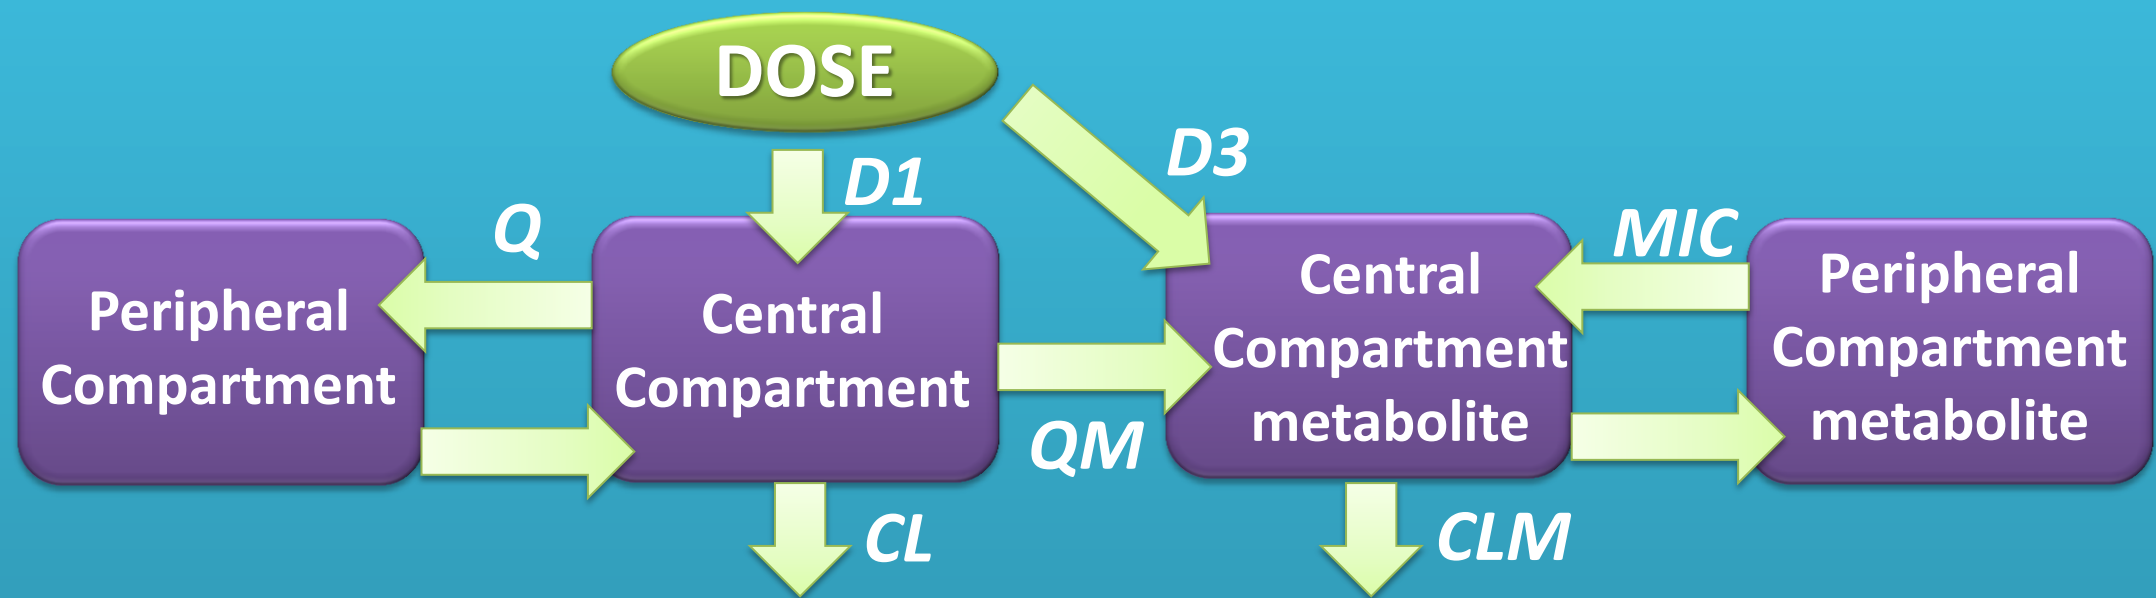 DOSE
D1
D3
Q
MIC
Peripheral
Compartment
Central
Compartment
Central
Compartment
metabolite
Peripheral
Compartment
metabolite
QM
CL
CLM